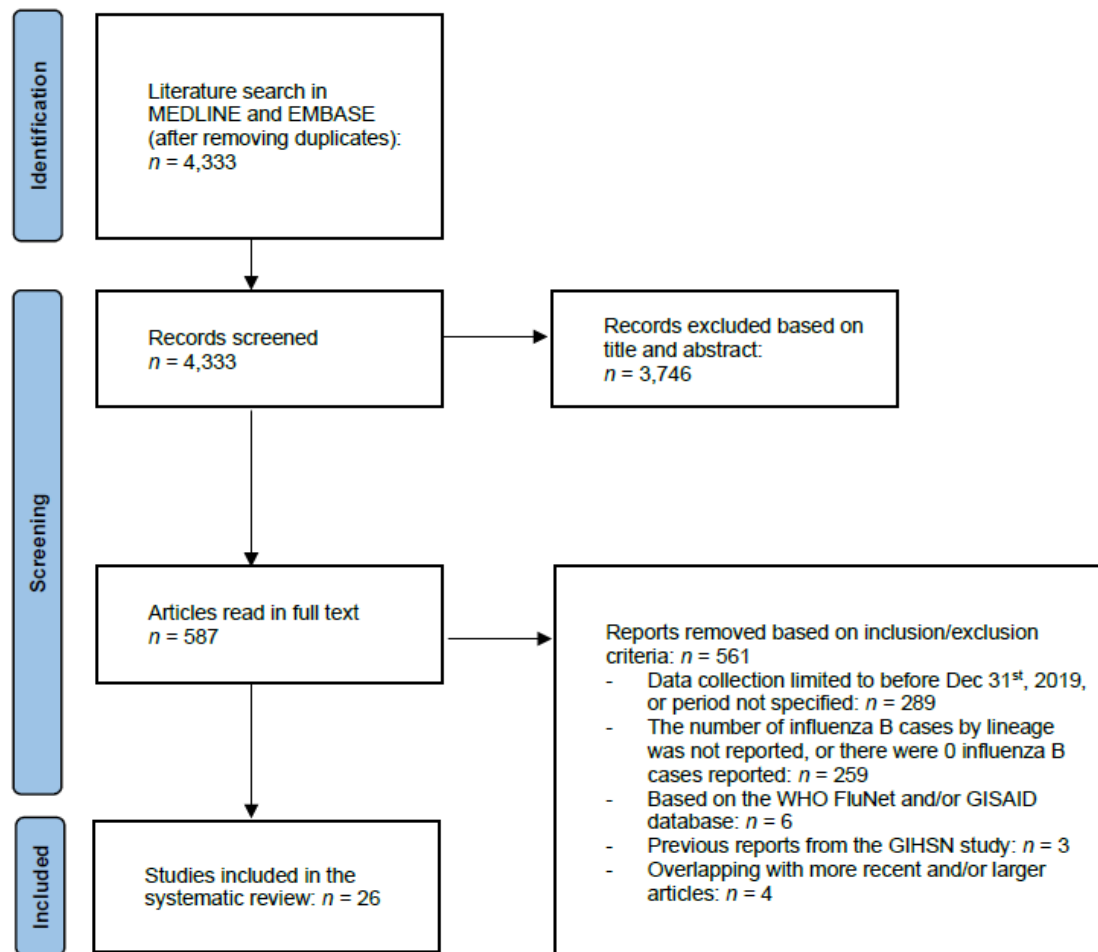 Identification
Literature search in
MEDLINE and EMBASE
(after removing duplicates):
n = 4,333
Screening
Records screened
n = 4,333
Records excluded based on
title and abstract:
n = 3,746
Articles read in full text
n = 587
Reports removed based on inclusion/exclusion
criteria: n = 561
- Data collection limited to before Dec 31st, 2019,
or period not specified: n = 289
- The number of influenza B cases by lineage
was not reported, or there were 0 influenza B
cases reported: n = 259
- Based on the WHO FluNet and/or GISAID
database: n = 6
- Previous reports from the GIHSN study: n = 3
- Overlapping with more recent and/or larger
articles: n = 4
Included
Studies included in the
systematic review: n = 26